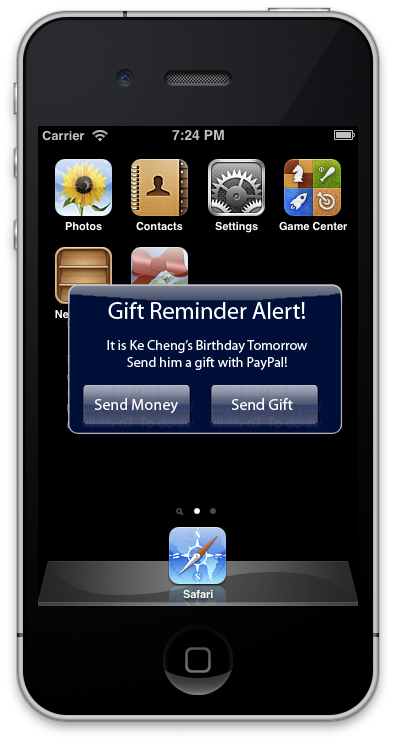 Carrier 7:24 PM
Photos Contacts Settings Game Center
Gift Reminder Alert!
It is Ke Cheng's Birthday Tomorrow
Send him a gift with PayPal!
Send Money Send Gift
Safari